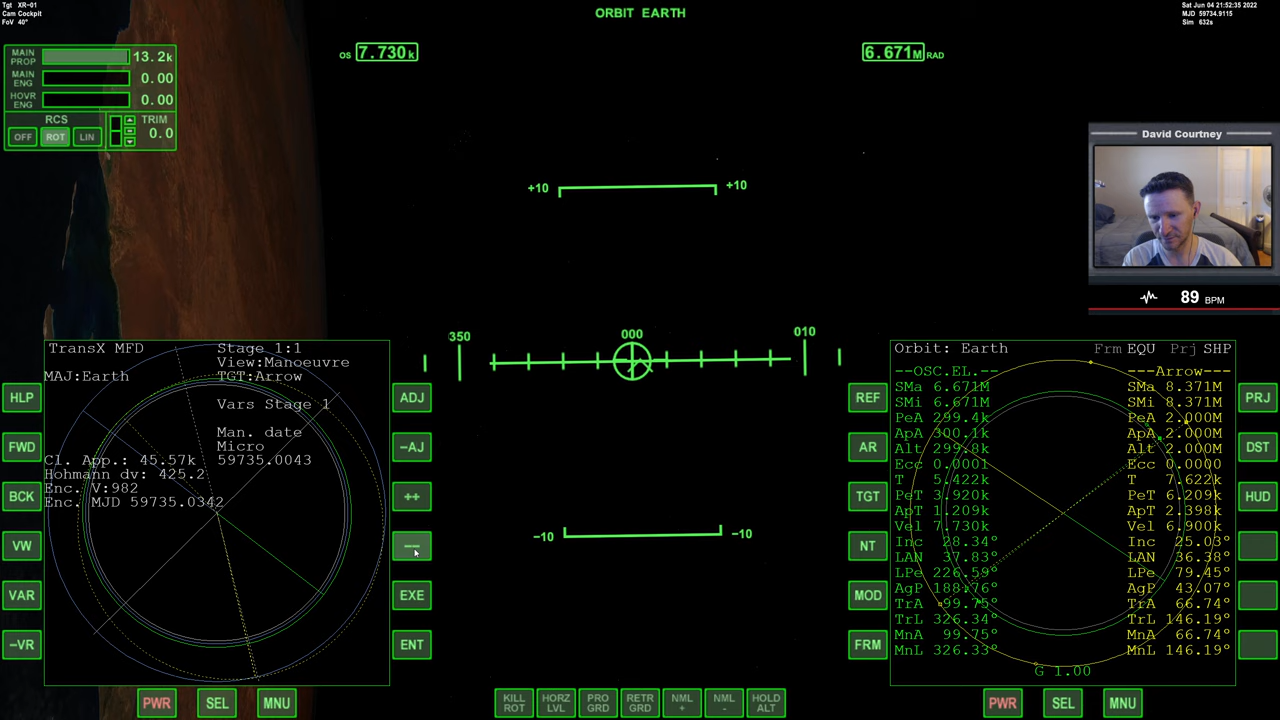 Tgt XR-01
Cam Cockpit
FoV 40°
ORBIT EARTH
Sat Jun 04 21:52:35 2022
MJD 59734.9115
Sim 632s
OS 7.730k
6.671M RAD
MAIN PROP 13.2k
MAIN ENG 0.00
HOVR ENG 0.00
RCS
TRIM
OFF ROT LIN
0.0
David Courtney
89 BPM
+10 +10
350 000 010
-10 -10
TransX MFD
Stage 1:1
View:Manoeuvre
MAJ:Earth
TGT:Arrow
Vars Stage 1
Man. date
Micro
Cl. App.: 45.57k 59735.0043
Hohmann dv: 425.2
Enc. V:982
Enc. MJD 59735.0342
HLP
FWD
BCK
VW
VAR
-VR
ADJ
-AJ
++
--
EXE
ENT
PWR SEL MNU
KILL ROT
HORZ LVL
PRO GRD
RETR GRD
NML +
NML -
HOLD ALT
Orbit: Earth Frm EQU Prj SHP
--OSC.EL.-- ---Arrow---
SMa 6.671M SMa 8.371M
SMi 6.671M SMi 8.371M
PeA 299.4k PeA 2.000M
ApA 300.1k ApA 2.000M
Alt 299.8k Alt 2.000M
Ecc 0.0001 Ecc 0.0000
T 5.422k T 7.622k
PeT 3.920k PeT 6.209k
ApT 1.209k ApT 2.398k
Vel 7.730k Vel 6.900k
Inc 28.34° Inc 25.03°
LAN 37.83° LAN 36.38°
LPe 226.59° LPe 79.45°
AgP 188.76° AgP 43.07°
TrA 99.75° TrA 66.74°
TrL 326.34° TrL 146.19°
MnA 99.75° MnA 66.74°
MnL 326.33° MnL 146.19°
G 1.00
REF
AR
TGT
NT
MOD
FRM
PRJ
DST
HUD
PWR SEL MNU